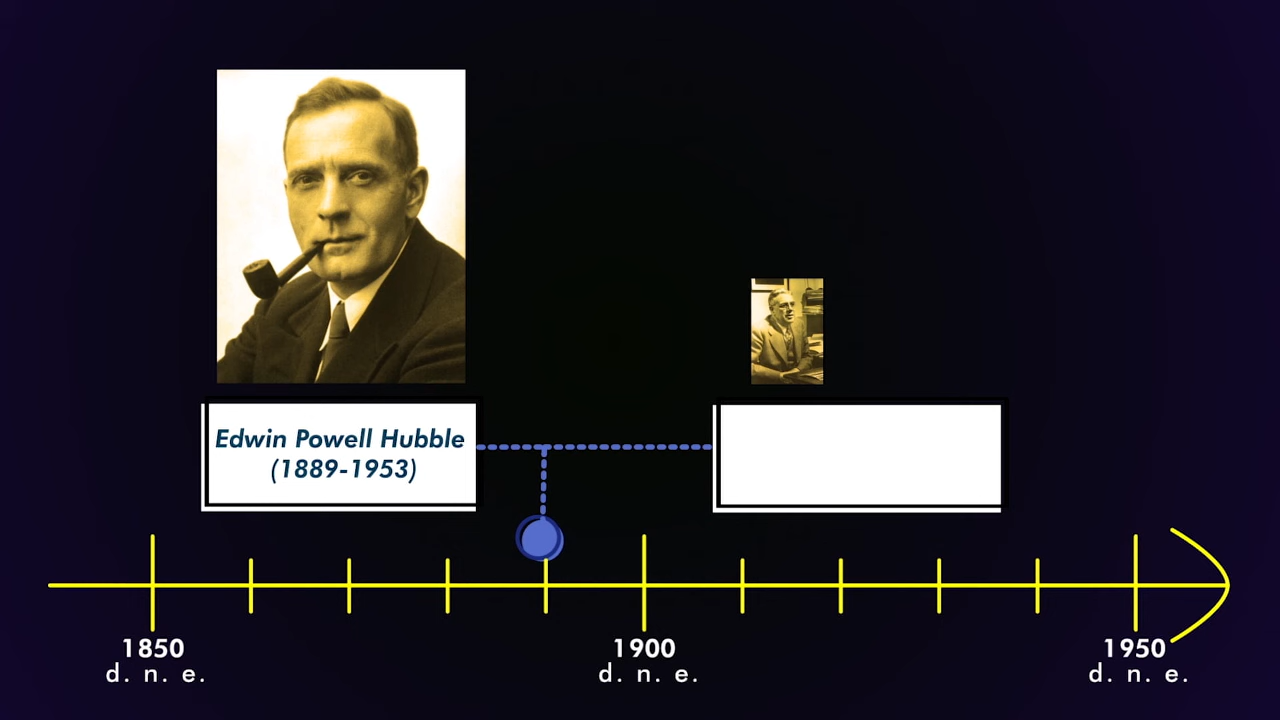 Edwin Powell Hubble
(1889-1953)
1850
d. n. e.
1900
d. n. e.
1950
d. n. e.